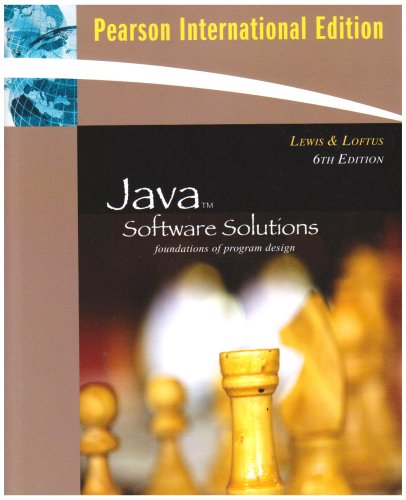 Pearson International Edition
LEWIS & LOFTUS
6TH EDITION
Java™
Software Solutions
foundations of program design